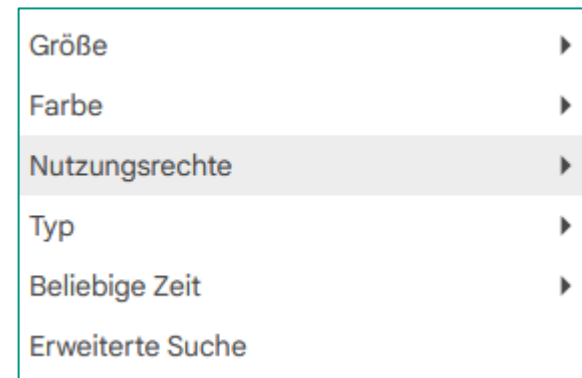 Größe
Farbe
Nutzungsrechte
Typ
Beliebige Zeit
Erweiterte Suche